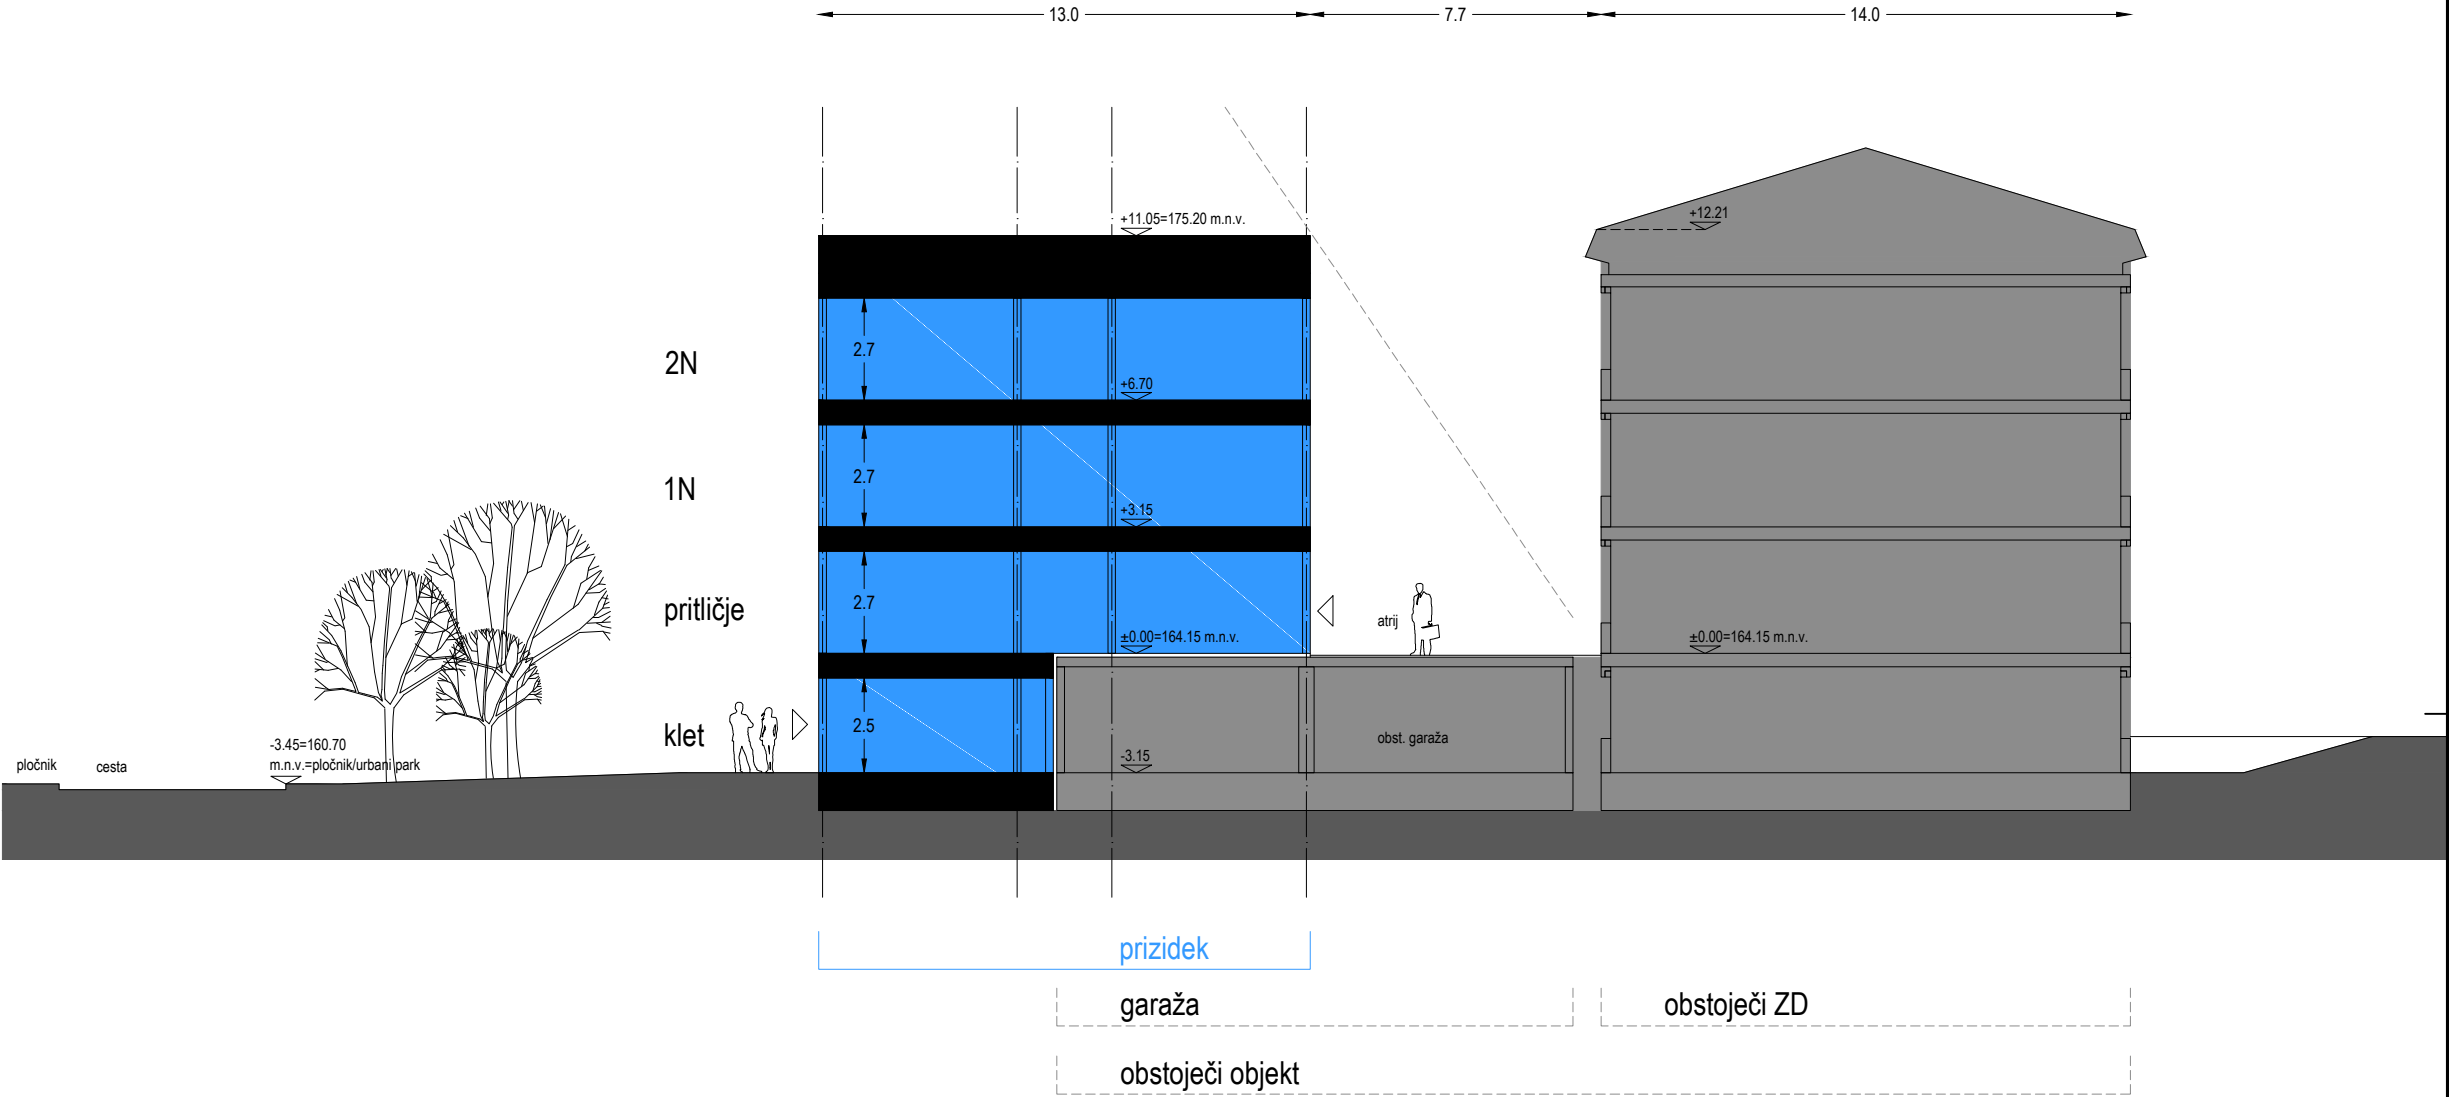 13.0
7.7
14.0
+11.05=175.20 m.n.v.
+12.21
2N
2.7
+6.70
1N
2.7
+3.15
pritličje
2.7
±0.00=164.15 m.n.v.
atrij
±0.00=164.15 m.n.v.
klet
2.5
-3.15
obst. garaža
pločnik
cesta
-3.45=160.70
m.n.v.=pločnik/urbani park
prizidek
garaža
obstoječi ZD
obstoječi objekt